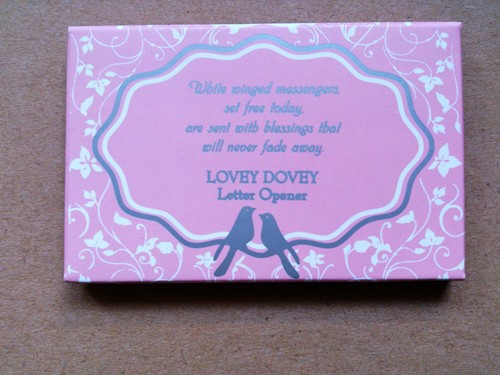 White winged messengers,
set free today,
are sent with blessings that
will never fade away.
LOVEY DOVEY
Letter Opener